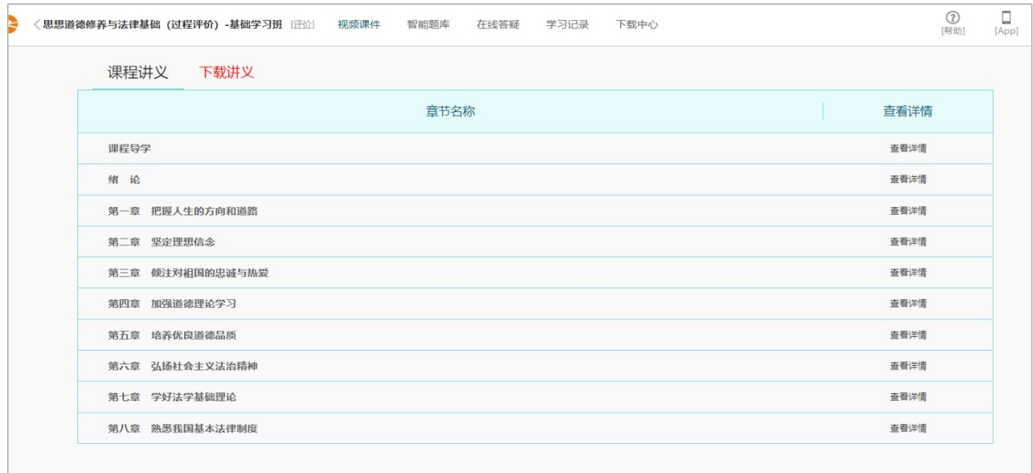 〈 思想道德修养与法律基础（过程评价）-基础学习班 [评价] 视频课件 智能题库 在线答疑 学习记录 下载中心 [帮助] [App]
课程讲义 下载讲义
章节名称 查看详情
课程导学 查看详情
绪 论 查看详情
第一章 把握人生的方向和道路 查看详情
第二章 坚定理想信念 查看详情
第三章 倾注对祖国的忠诚与热爱 查看详情
第四章 加强道德理论学习 查看详情
第五章 培养优良道德品质 查看详情
第六章 弘扬社会主义法治精神 查看详情
第七章 学好法学基础理论 查看详情
第八章 熟悉我国基本法律制度 查看详情